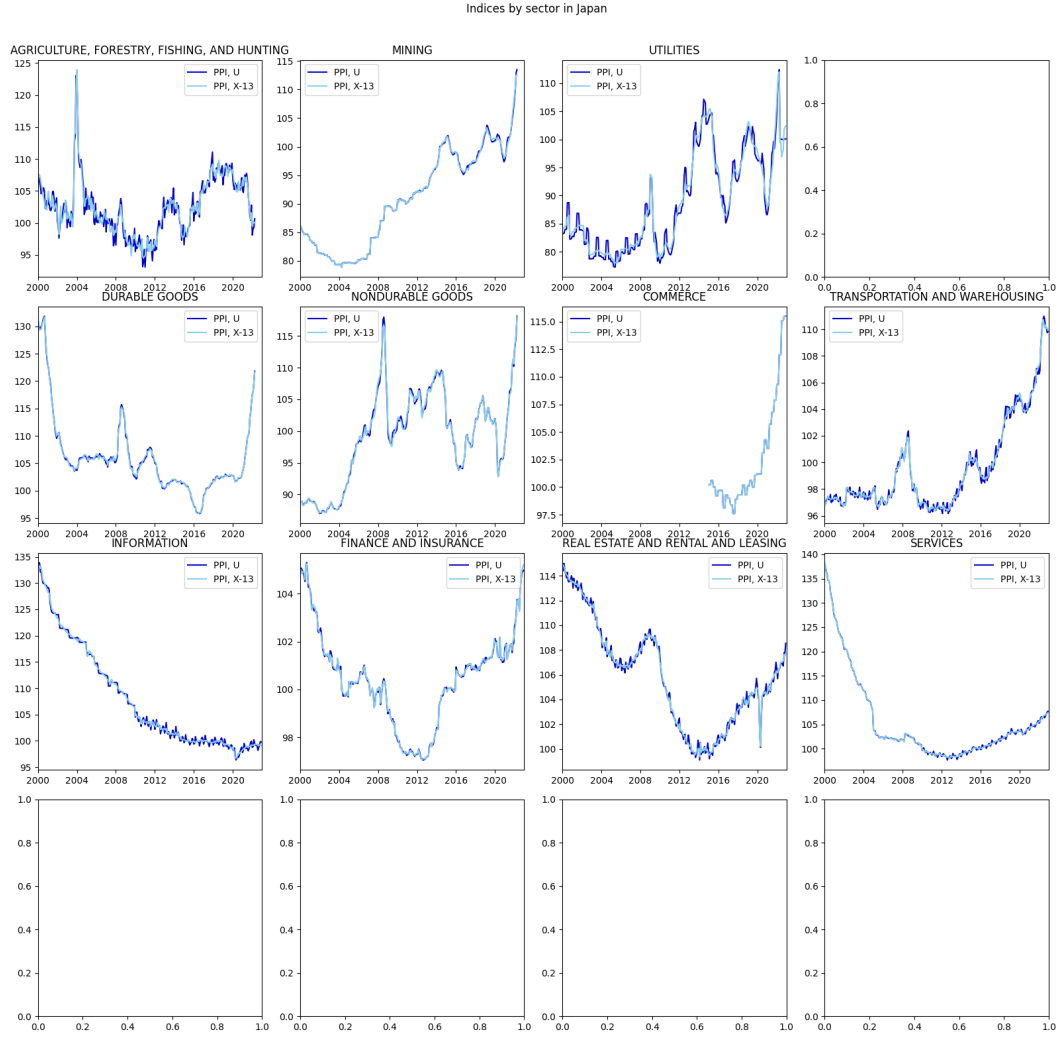 Indices by sector in Japan
AGRICULTURE, FORESTRY, FISHING, AND HUNTING
PPI, U
PPI, X-13
125
120
115
110
105
100
95
2000 2004 2008 2012 2016 2020
MINING
PPI, U
PPI, X-13
115
110
105
100
95
90
85
80
2000 2004 2008 2012 2016 2020
UTILITIES
PPI, U
PPI, X-13
110
105
100
95
90
85
80
2000 2004 2008 2012 2016 2020
1.0
0.8
0.6
0.4
0.2
0.0
0.0 0.2 0.4 0.6 0.8 1.0
DURABLE GOODS
PPI, U
PPI, X-13
130
125
120
115
110
105
100
95
2000 2004 2008 2012 2016 2020
NONDURABLE GOODS
PPI, U
PPI, X-13
115
110
105
100
95
90
2000 2004 2008 2012 2016 2020
COMMERCE
PPI, U
PPI, X-13
115.0
112.5
110.0
107.5
105.0
102.5
100.0
97.5
2000 2004 2008 2012 2016 2020
TRANSPORTATION AND WAREHOUSING
PPI, U
PPI, X-13
110
108
106
104
102
100
98
96
2000 2004 2008 2012 2016 2020
INFORMATION
PPI, U
PPI, X-13
135
130
125
120
115
110
105
100
95
2000 2004 2008 2012 2016 2020
FINANCE AND INSURANCE
PPI, U
PPI, X-13
104
102
100
98
2000 2004 2008 2012 2016 2020
REAL ESTATE AND RENTAL AND LEASING
PPI, U
PPI, X-13
114
112
110
108
106
104
102
100
2000 2004 2008 2012 2016 2020
SERVICES
PPI, U
PPI, X-13
140
135
130
125
120
115
110
105
100
2000 2004 2008 2012 2016 2020
1.0
0.8
0.6
0.4
0.2
0.0
0.0 0.2 0.4 0.6 0.8 1.0
1.0
0.8
0.6
0.4
0.2
0.0
0.0 0.2 0.4 0.6 0.8 1.0
1.0
0.8
0.6
0.4
0.2
0.0
0.0 0.2 0.4 0.6 0.8 1.0
1.0
0.8
0.6
0.4
0.2
0.0
0.0 0.2 0.4 0.6 0.8 1.0